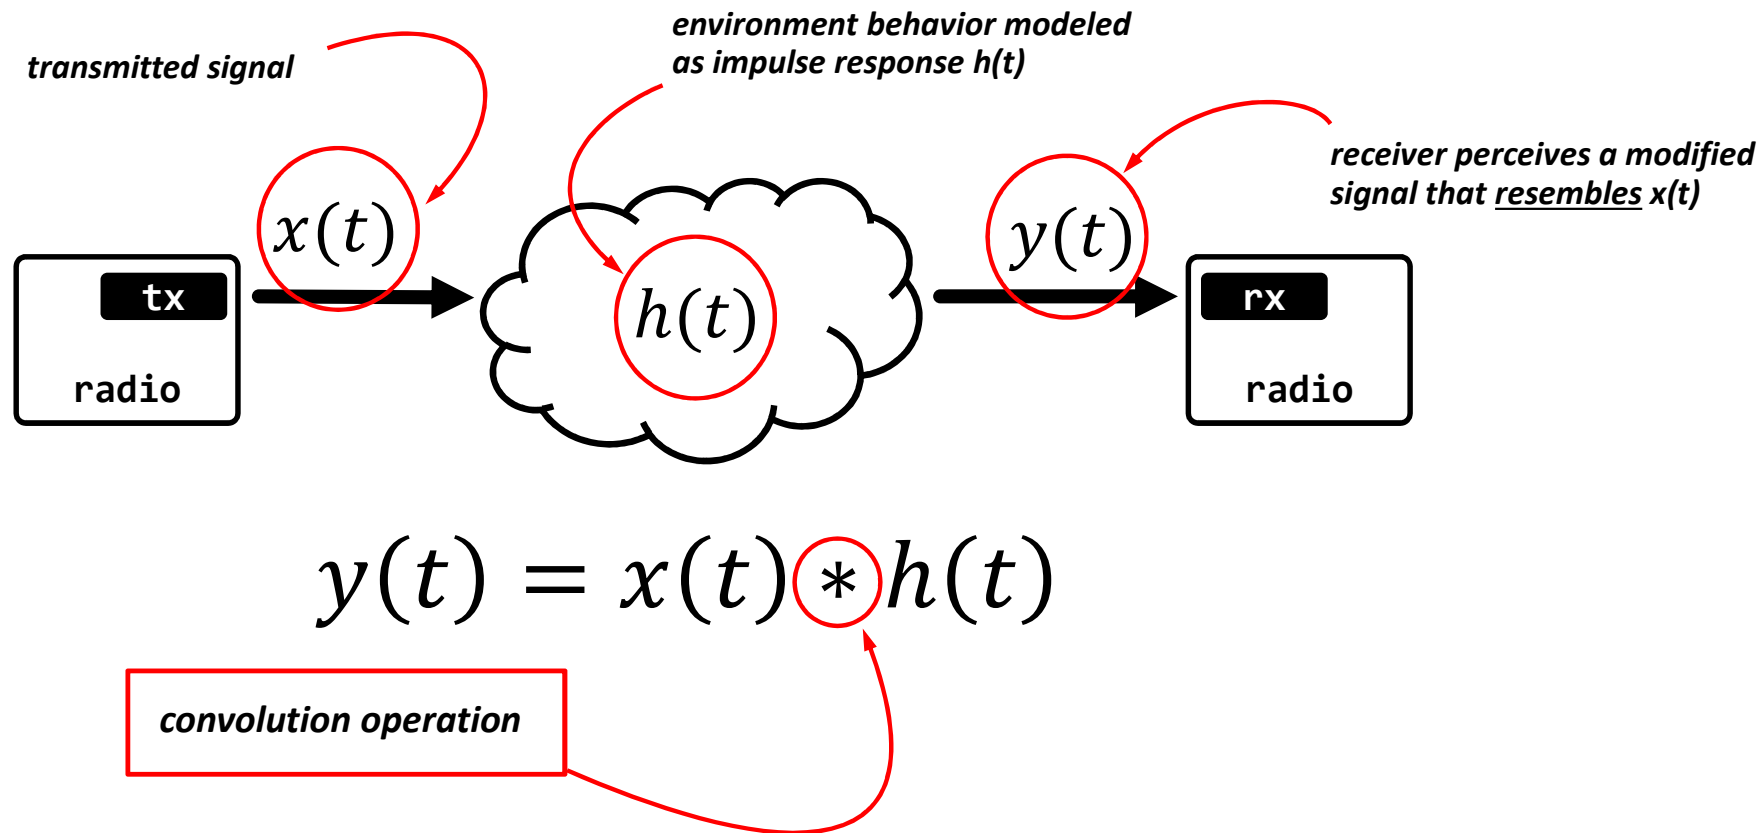 transmitted signal
environment behavior modeled
as impulse response h(t)
receiver perceives a modified
signal that resembles x(t)
x(t)
h(t)
y(t)
tx
radio
rx
radio
y(t) = x(t) * h(t)
convolution operation